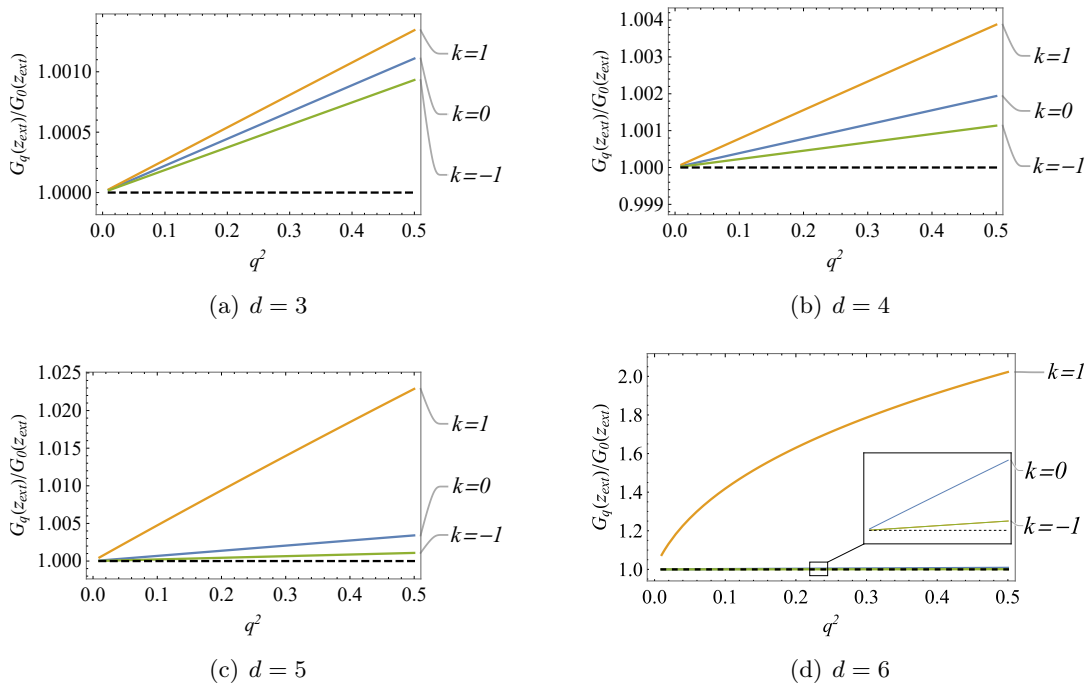 G_q(z_ext)/G_0(z_ext)
1.0010
1.0005
1.0000
0.0 0.1 0.2 0.3 0.4 0.5
q^2
k=1
k=0
k=-1
(a) d = 3
G_q(z_ext)/G_0(z_ext)
1.004
1.003
1.002
1.001
1.000
0.999
0.0 0.1 0.2 0.3 0.4 0.5
q^2
k=1
k=0
k=-1
(b) d = 4
G_q(z_ext)/G_0(z_ext)
1.025
1.020
1.015
1.010
1.005
1.000
0.0 0.1 0.2 0.3 0.4 0.5
q^2
k=1
k=0
k=-1
(c) d = 5
G_q(z_ext)/G_0(z_ext)
2.0
1.8
1.6
1.4
1.2
1.0
0.0 0.1 0.2 0.3 0.4 0.5
q^2
k=1
k=0
k=-1
(d) d = 6